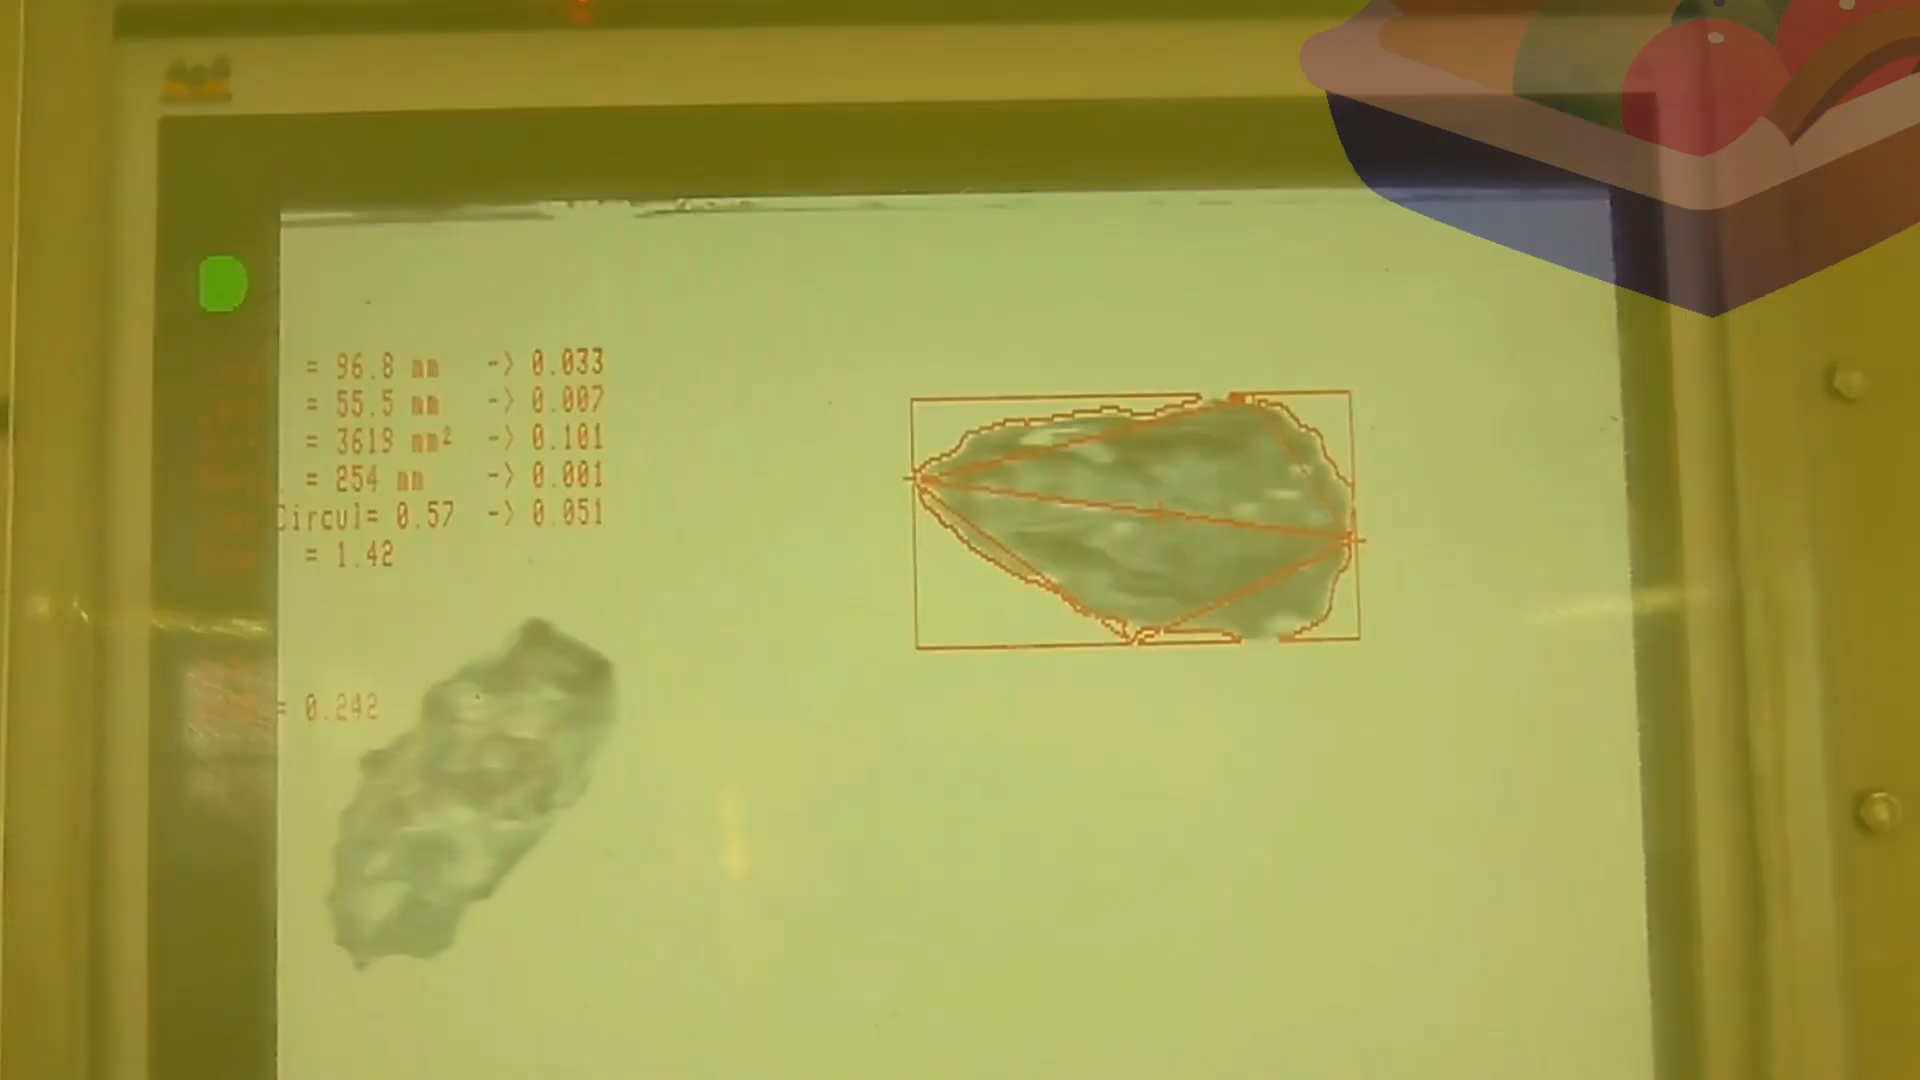 = 96.8 mm -> 0.033
= 55.5 mm -> 0.007
= 3619 mm² -> 0.101
= 254 mm -> 0.001
Circul= 0.57 -> 0.051
= 1.42
= 0.242